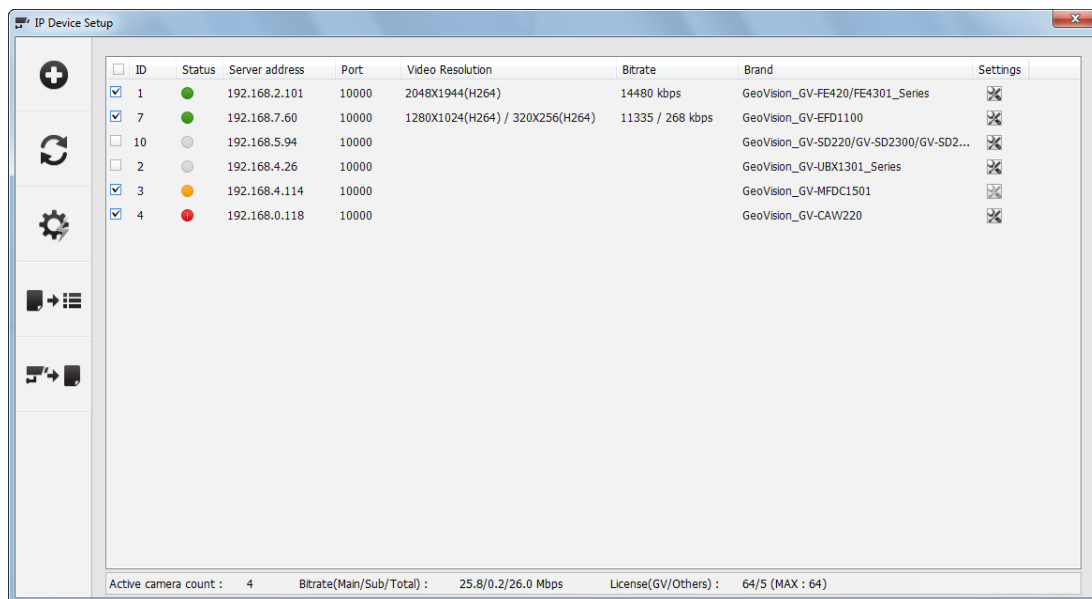 IP Device Setup
ID Status Server address Port Video Resolution Bitrate Brand Settings
1 192.168.2.101 10000 2048X1944(H264) 14480 kbps GeoVision_GV-FE420/FE4301_Series
7 192.168.7.60 10000 1280X1024(H264) / 320X256(H264) 11335 / 268 kbps GeoVision_GV-EFD1100
10 192.168.5.94 10000 GeoVision_GV-SD220/GV-SD2300/GV-SD2...
2 192.168.4.26 10000 GeoVision_GV-UBX1301_Series
3 192.168.4.114 10000 GeoVision_GV-MFDC1501
4 192.168.0.118 10000 GeoVision_GV-CAW220
Active camera count : 4 Bitrate(Main/Sub/Total) : 25.8/0.2/26.0 Mbps License(GV/Others) : 64/5 (MAX : 64)